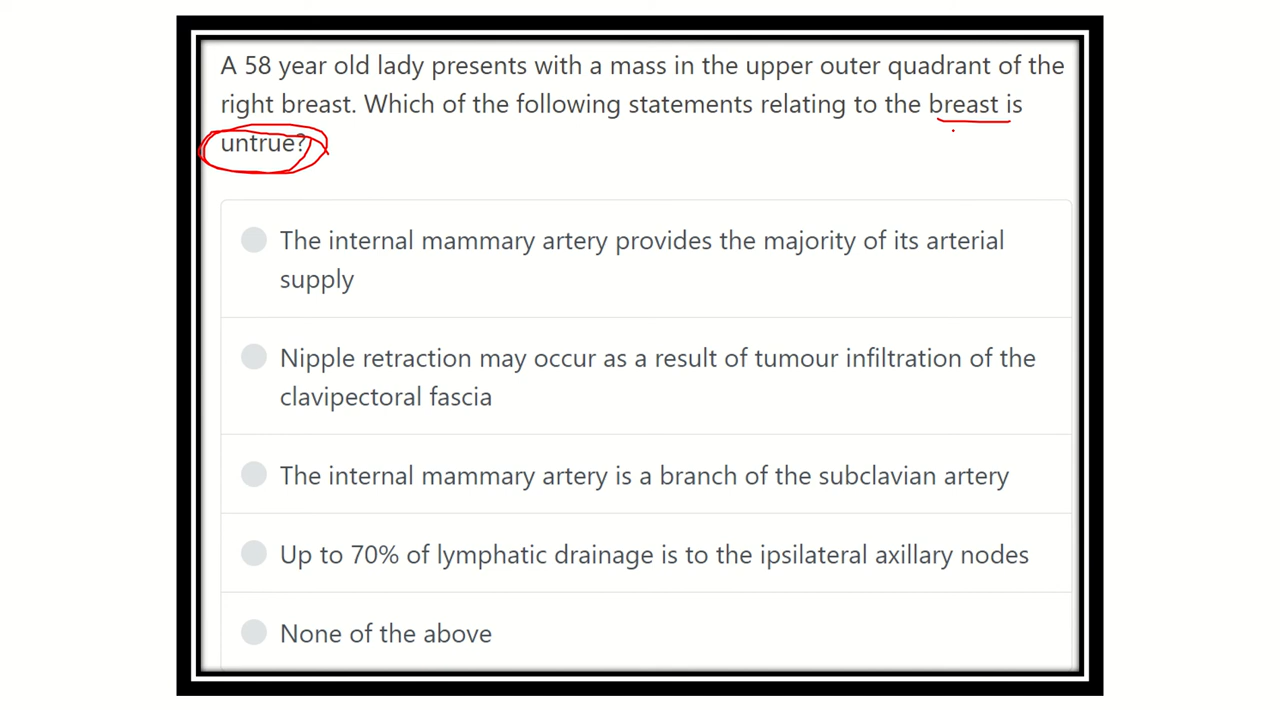 A 58 year old lady presents with a mass in the upper outer quadrant of the
right breast. Which of the following statements relating to the breast is
untrue?
The internal mammary artery provides the majority of its arterial
supply
Nipple retraction may occur as a result of tumour infiltration of the
clavipectoral fascia
The internal mammary artery is a branch of the subclavian artery
Up to 70% of lymphatic drainage is to the ipsilateral axillary nodes
None of the above